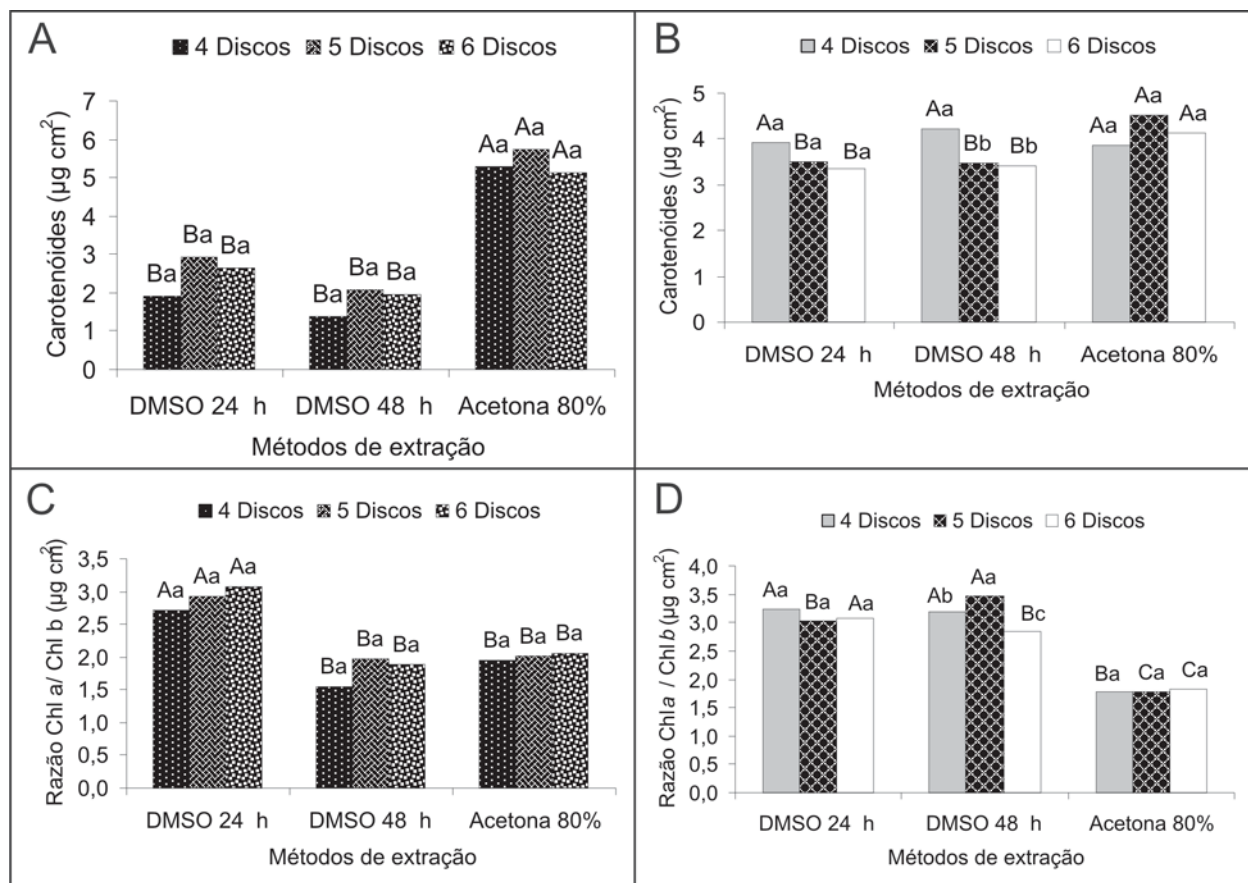 A
4 Discos 5 Discos 6 Discos
Carotenóides (µg cm²)
7
6
5
4
3
2
1
0
Ba Ba Ba
Ba Ba Ba
Aa Aa Aa
DMSO 24 h DMSO 48 h Acetona 80%
Métodos de extração
B
4 Discos 5 Discos 6 Discos
Carotenóides (µg cm²)
5
4
3
2
1
0
Aa Ba Ba
Aa Bb Bb
Aa Aa Aa
DMSO 24 h DMSO 48 h Acetona 80%
Métodos de extração
C
4 Discos 5 Discos 6 Discos
Razão Chl a/ Chl b (µg cm²)
3,5
3,0
2,5
2,0
1,5
1,0
0,5
0,0
Aa Aa Aa
Ba Ba Ba
Ba Ba Ba
DMSO 24 h DMSO 48 h Acetona 80%
Métodos de extração
D
4 Discos 5 Discos 6 Discos
Razão Chl a / Chl b (µg cm²)
4,0
3,5
3,0
2,5
2,0
1,5
1,0
0,5
0,0
Aa Ba Aa
Ab Aa Bc
Ba Ca Ca
DMSO 24 h DMSO 48 h Acetona 80%
Métodos de extração